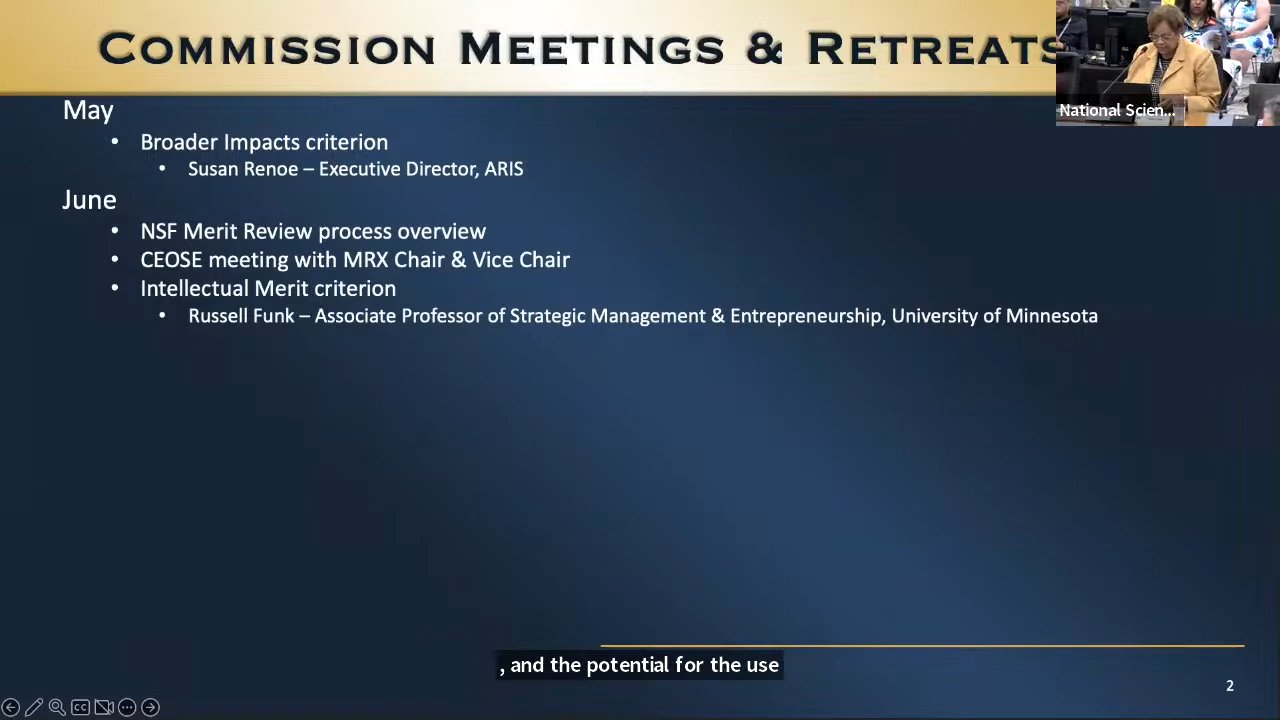 COMMISSION MEETINGS & RETREATS
National Scien...
May
• Broader Impacts criterion
• Susan Renoe – Executive Director, ARIS
June
• NSF Merit Review process overview
• CEOSE meeting with MRX Chair & Vice Chair
• Intellectual Merit criterion
• Russell Funk – Associate Professor of Strategic Management & Entrepreneurship, University of Minnesota
, and the potential for the use
2
CC